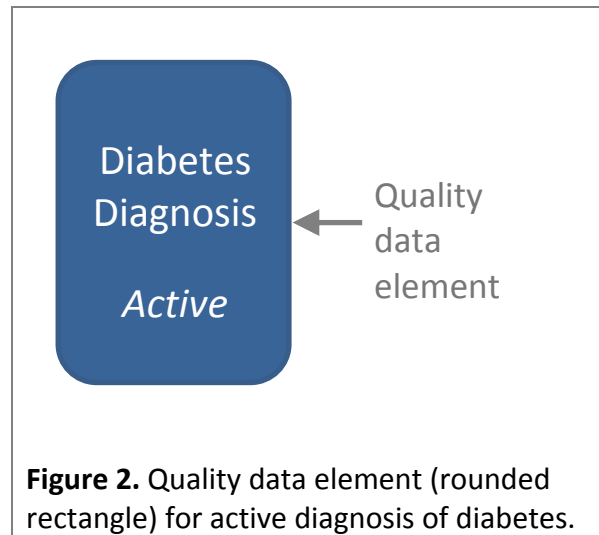 Diabetes
Diagnosis
Active
Quality
data
element
Figure 2. Quality data element (rounded
rectangle) for active diagnosis of diabetes.